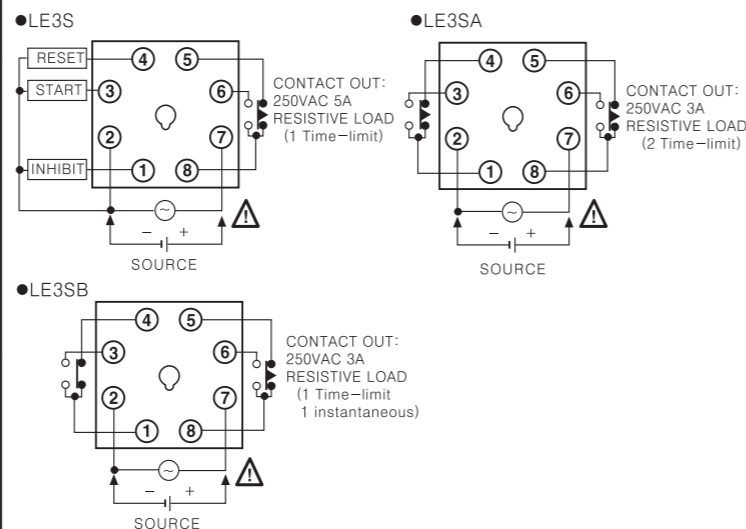 ●LE3S
RESET
START
INHIBIT
4
5
3
6
2
7
1
8
CONTACT OUT:
250VAC 5A
RESISTIVE LOAD
(1 Time-limit)
~
!
- +
SOURCE
●LE3SA
4
5
3
6
2
7
1
8
CONTACT OUT:
250VAC 3A
RESISTIVE LOAD
(2 Time-limit)
~
!
- +
SOURCE
●LE3SB
4
5
3
6
2
7
1
8
CONTACT OUT:
250VAC 3A
RESISTIVE LOAD
(1 Time-limit
1 instantaneous)
~
!
- +
SOURCE